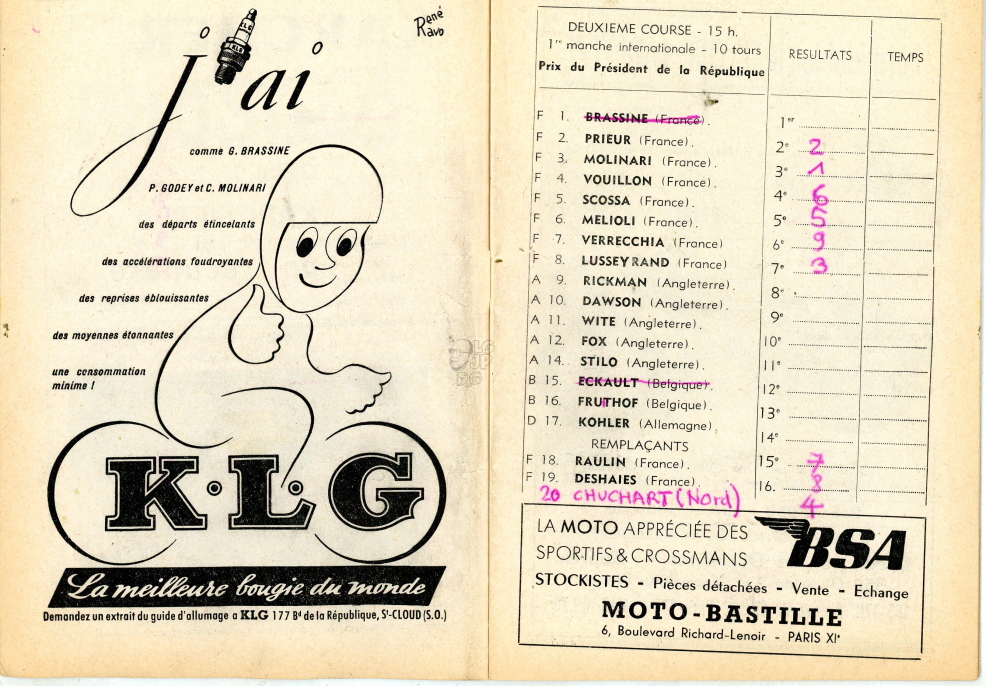 René
Ravo
j'ai
KLG
comme G. BRASSINE
P. GODEY et C. MOLINARI
des départs étincelants
des accélérations foudroyantes
des reprises éblouissantes
des moyennes étonnantes
une consommation
minime !
K·L·G
La meilleure bougie du monde
Demandez un extrait du guide d'allumage a KLG 177 Bd de la République, St-CLOUD (S.O.)
DEUXIEME COURSE - 15 h.
1re manche internationale - 10 tours
Prix du Président de la République
RESULTATS
TEMPS
F 1. BRASSINE (France).
F 2. PRIEUR (France).
F 3. MOLINARI (France).
F 4. VOUILLON (France).
F 5. SCOSSA (France).
F 6. MELIOLI (France).
F 7. VERRECCHIA (France)
F 8. LUSSEYRAND (France)
A 9. RICKMAN (Angleterre).
A 10. DAWSON (Angleterre).
A 11. WITE (Angleterre).
A 12. FOX (Angleterre).
A 14. STILO (Angleterre).
B 15. ECKAULT (Belgique).
B 16. FRUTHOF (Belgique).
D 17. KOHLER (Allemagne).
REMPLAÇANTS
F 18. RAULIN (France).
F 19. DESHAIES (France).
20 CHUCHART (Nord)
1er
2e 2
3e 1
4e 6
5e 5
6e 9
7e 3
8e
9e
10e
11e
12e
13e
14e
15e 7
16. 8
4
LA MOTO APPRÉCIÉE DES
SPORTIFS & CROSSMANS
BSA
STOCKISTES - Pièces détachées - Vente - Echange
MOTO-BASTILLE
6, Boulevard Richard-Lenoir - PARIS XIe